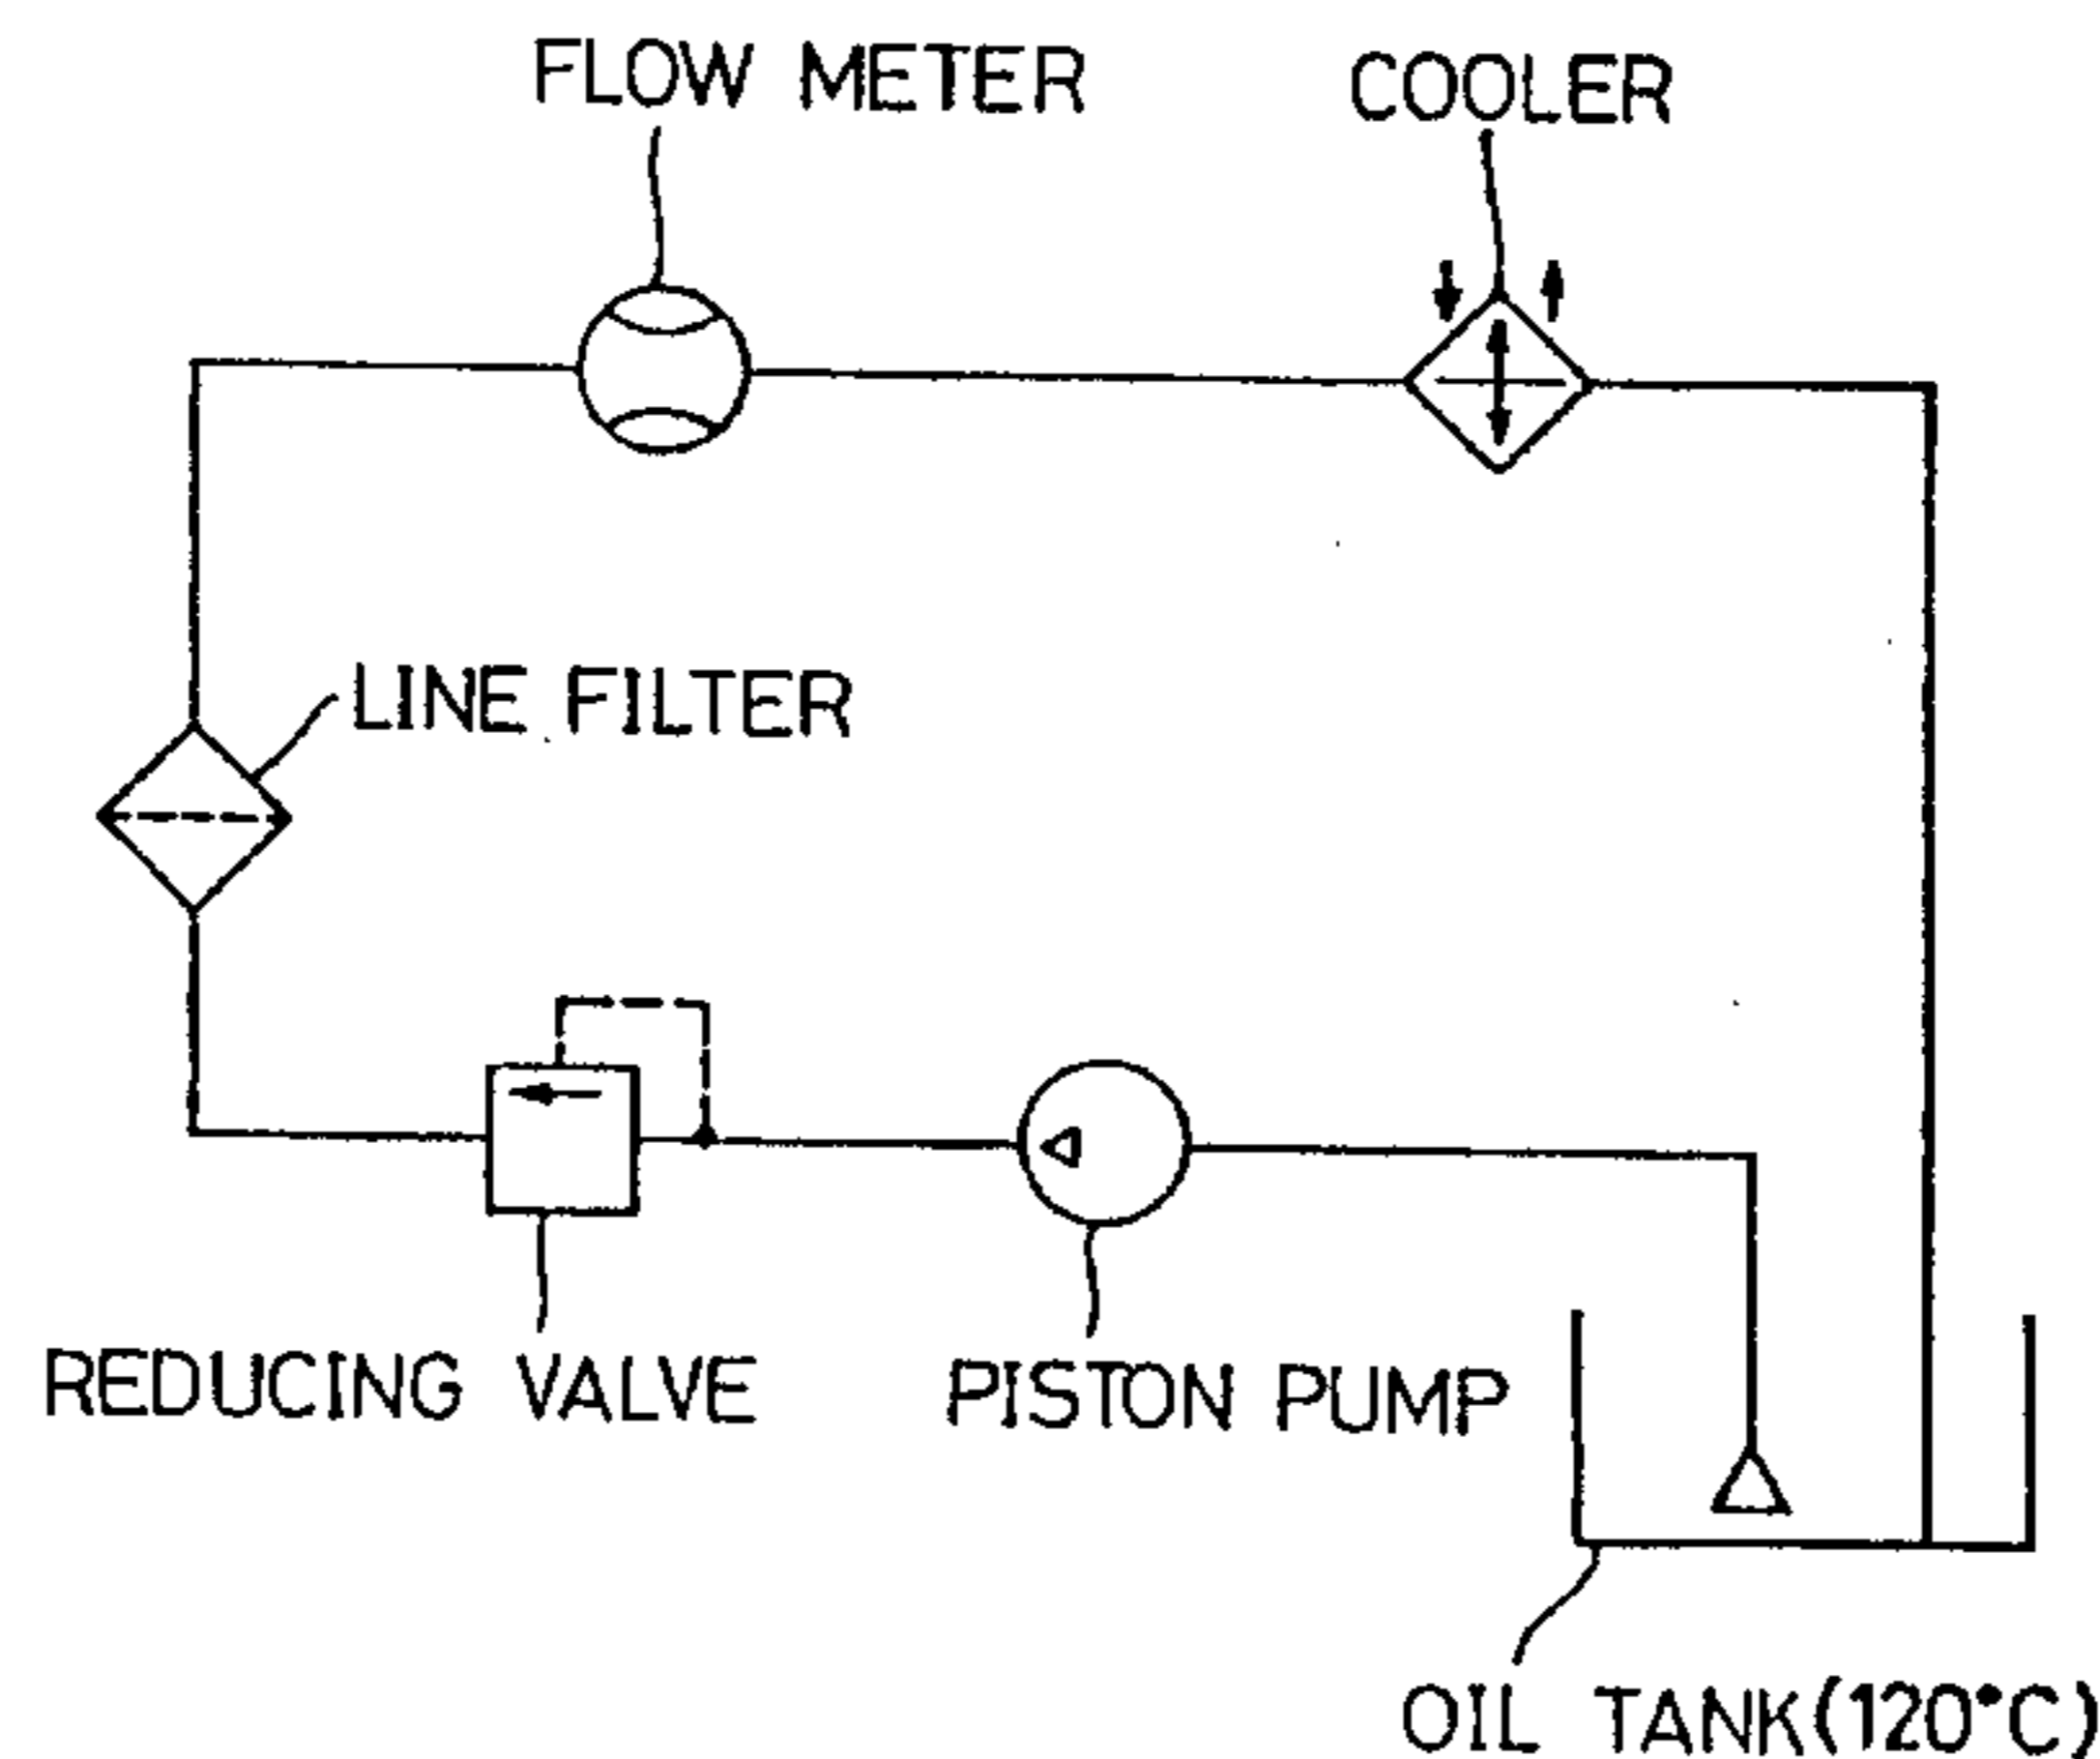 FLOW METER
COOLER
LINE FILTER
REDUCING VALVE
PISTON PUMP
OIL TANK(120°C)